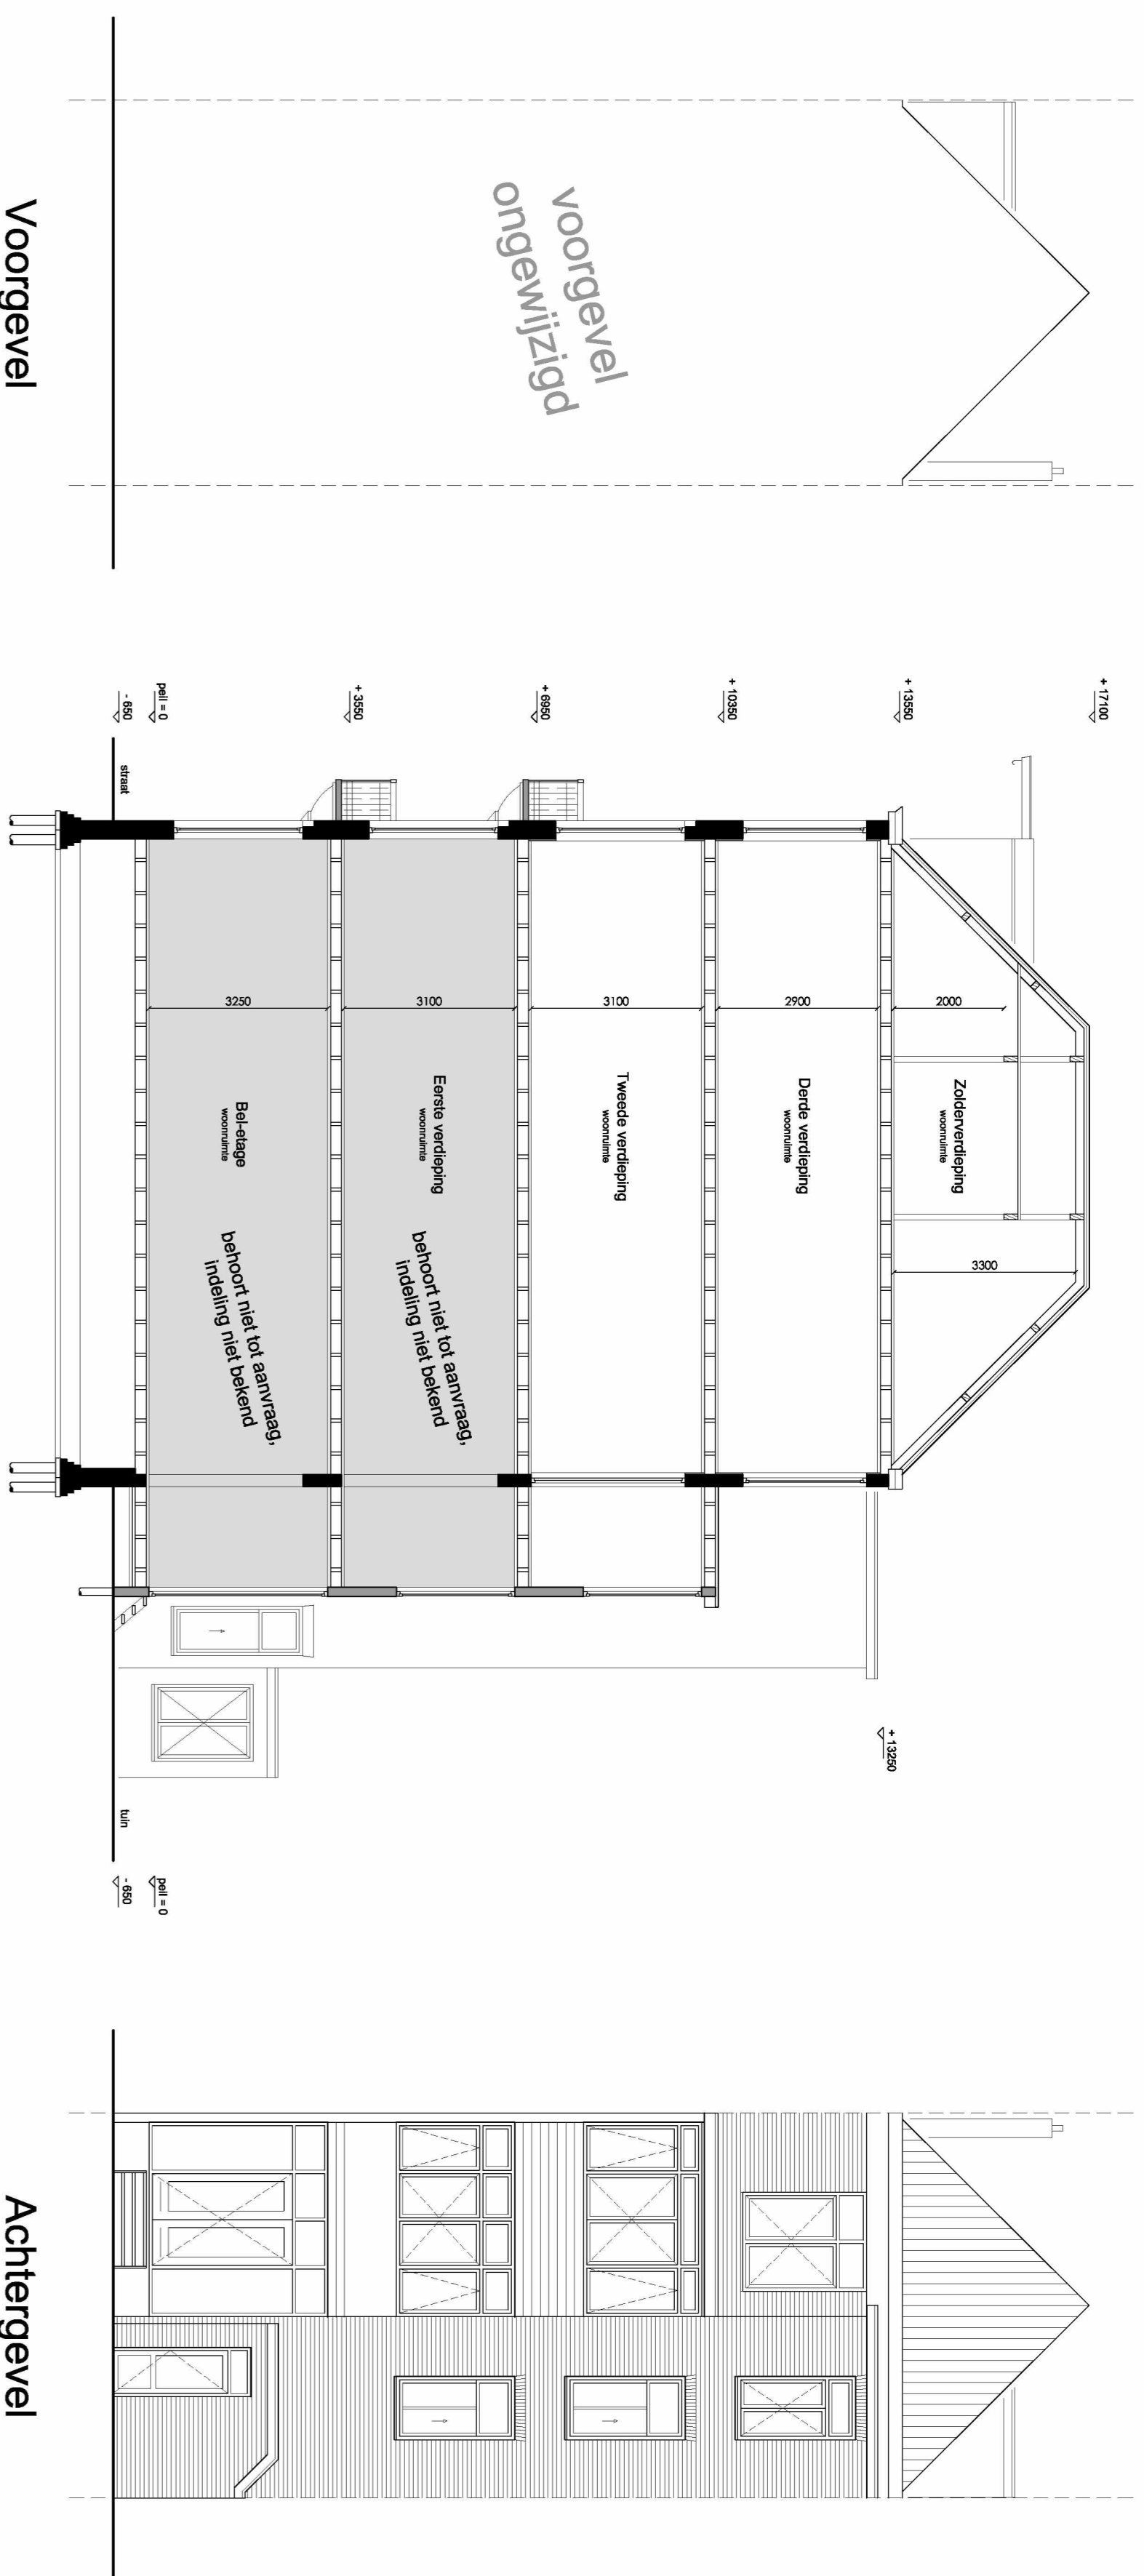 voorgevel
ongewijzigd
Voorgevel
+ 17100
+ 13550
+ 10350
+ 6950
+ 3550
peil = 0
- 650
straat
2000
3300
Zolderverdieping
woonruimte
2900
Derde verdieping
woonruimte
3100
Tweede verdieping
woonruimte
3100
Eerste verdieping
woonruimte
behoort niet tot aanvraag,
indeling niet bekend
3250
Bel-etage
woonruimte
behoort niet tot aanvraag,
indeling niet bekend
+ 13250
tuin
peil = 0
- 650
Achtergevel